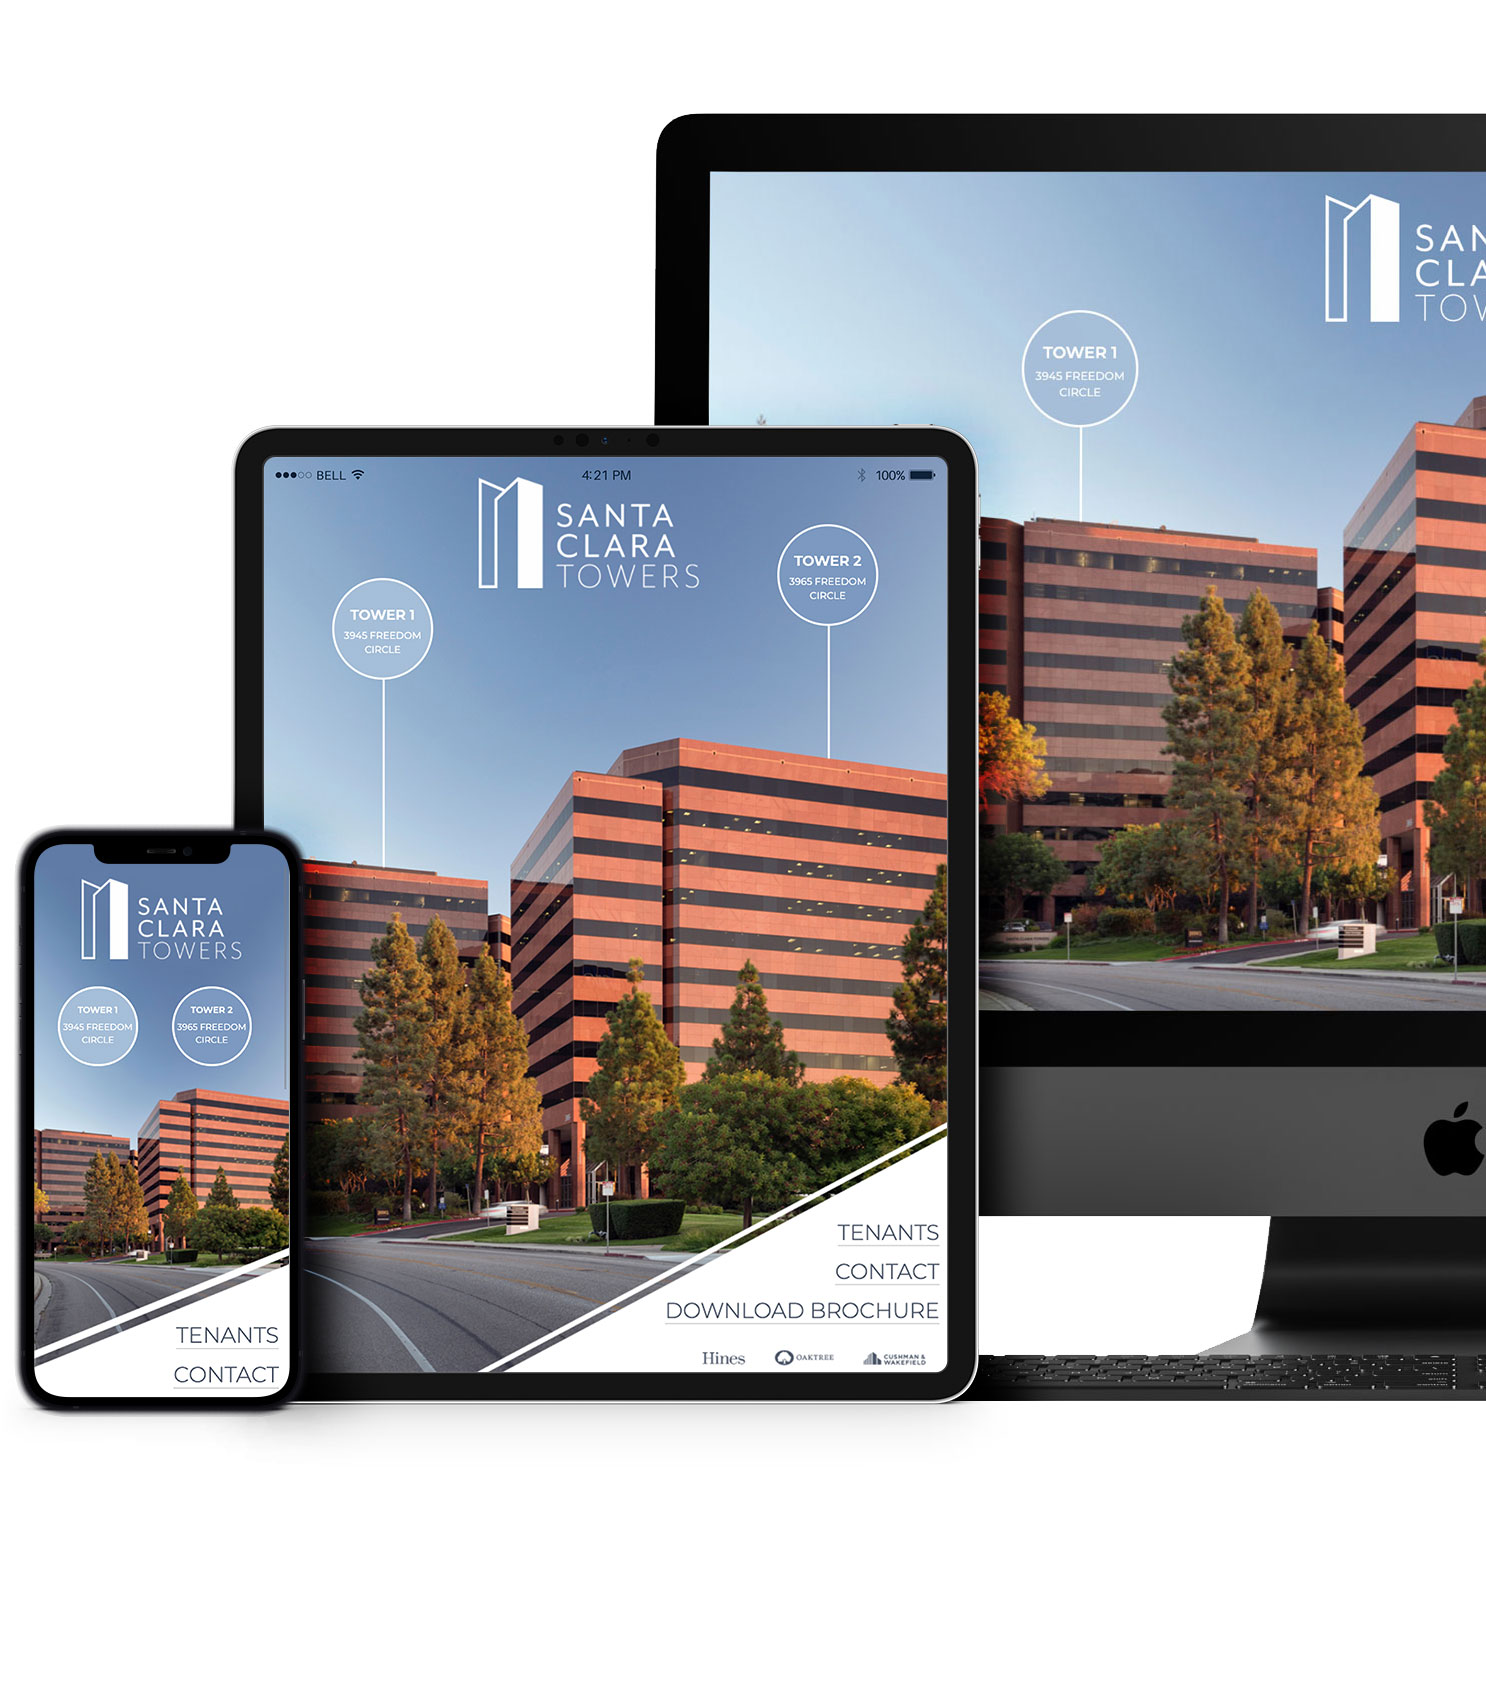 SAN
CLA
TOW
TOWER 1
3945 FREEDOM
CIRCLE
BELL
4:21 PM
100%
SANTA
CLARA
TOWERS
TOWER 1
3945 FREEDOM
CIRCLE
TOWER 2
3965 FREEDOM
CIRCLE
TENANTS
CONTACT
DOWNLOAD BROCHURE
Hines
OAKTREE
CUSHMAN &
WAKEFIELD
SANTA
CLARA
TOWERS
TOWER 1
3945 FREEDOM
CIRCLE
TOWER 2
3965 FREEDOM
CIRCLE
TENANTS
CONTACT